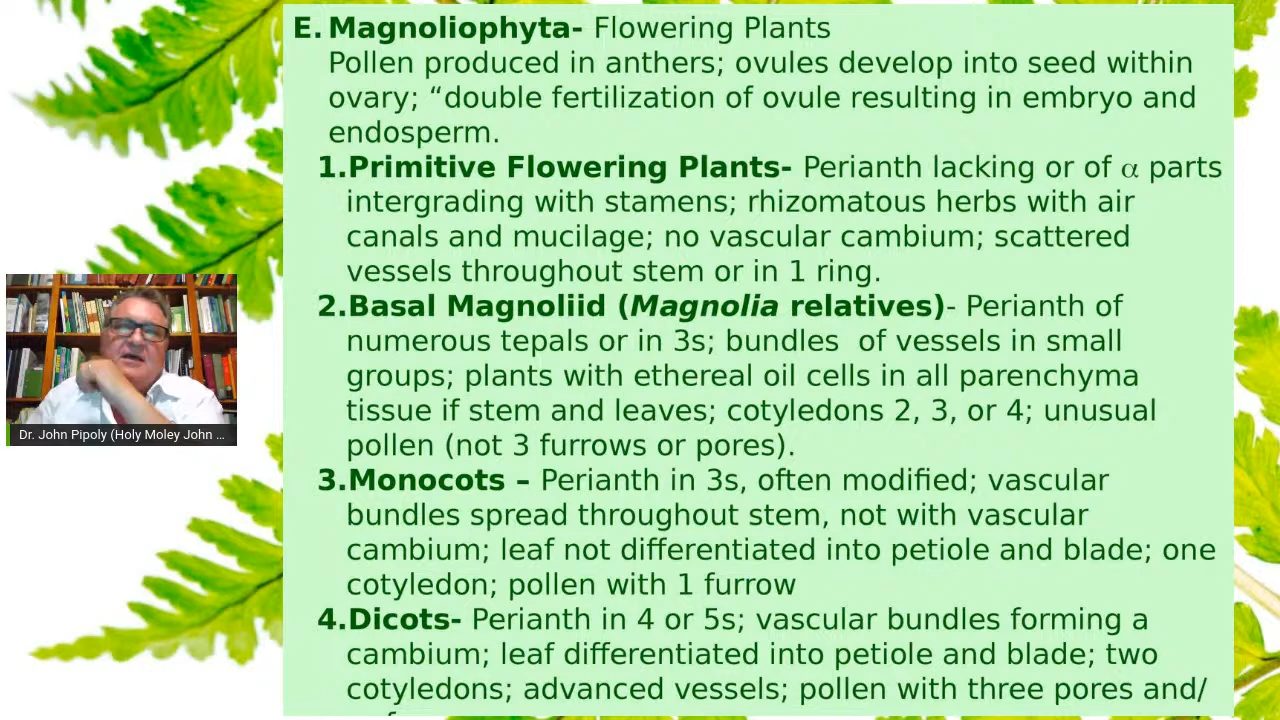 E. Magnoliophyta- Flowering Plants
Pollen produced in anthers; ovules develop into seed within
ovary; “double fertilization of ovule resulting in embryo and
endosperm.
1.Primitive Flowering Plants- Perianth lacking or of α parts
intergrading with stamens; rhizomatous herbs with air
canals and mucilage; no vascular cambium; scattered
vessels throughout stem or in 1 ring.
2.Basal Magnoliid (Magnolia relatives)- Perianth of
numerous tepals or in 3s; bundles  of vessels in small
groups; plants with ethereal oil cells in all parenchyma
tissue if stem and leaves; cotyledons 2, 3, or 4; unusual
pollen (not 3 furrows or pores).
3.Monocots – Perianth in 3s, often modified; vascular
bundles spread throughout stem, not with vascular
cambium; leaf not differentiated into petiole and blade; one
cotyledon; pollen with 1 furrow
4.Dicots- Perianth in 4 or 5s; vascular bundles forming a
cambium; leaf differentiated into petiole and blade; two
cotyledons; advanced vessels; pollen with three pores and/
Dr. John Pipoly (Holy Moley John ...